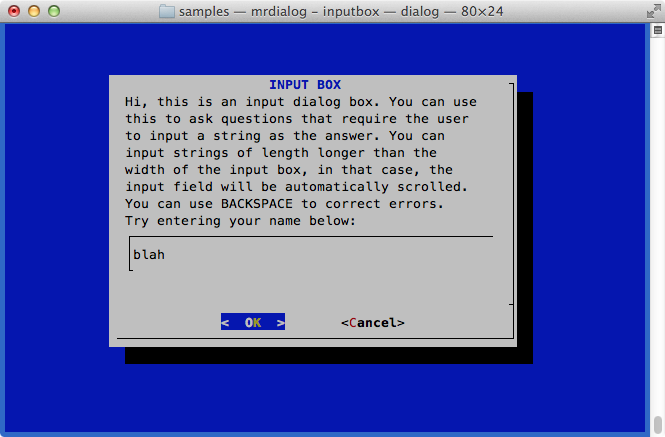 samples — mrdialog – inputbox — dialog — 80×24
INPUT BOX
Hi, this is an input dialog box. You can use
this to ask questions that require the user
to input a string as the answer. You can
input strings of length longer than the
width of the input box, in that case, the
input field will be automatically scrolled.
You can use BACKSPACE to correct errors.
Try entering your name below:
blah
<  OK  > <Cancel>